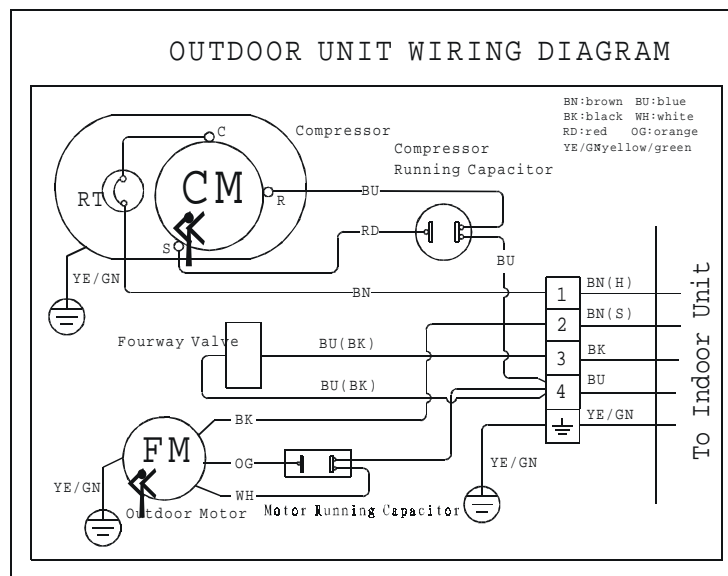 OUTDOOR UNIT WIRING DIAGRAM
BN:brown BU:blue
BK:black WH:white
RD:red OG:orange
YE/GNyellow/green
C
Compressor
Compressor
Running Capacitor
RT
CM
R
BU
S
RD
BU
YE/GN
BN
1
BN(H)
2
BN(S)
Fourway Valve
BU(BK)
3
BK
BU(BK)
4
BU
BK
YE/GN
FM
OG
YE/GN
YE/GN
WH
Outdoor Motor
Motor Running Capacitor
To Indoor Unit